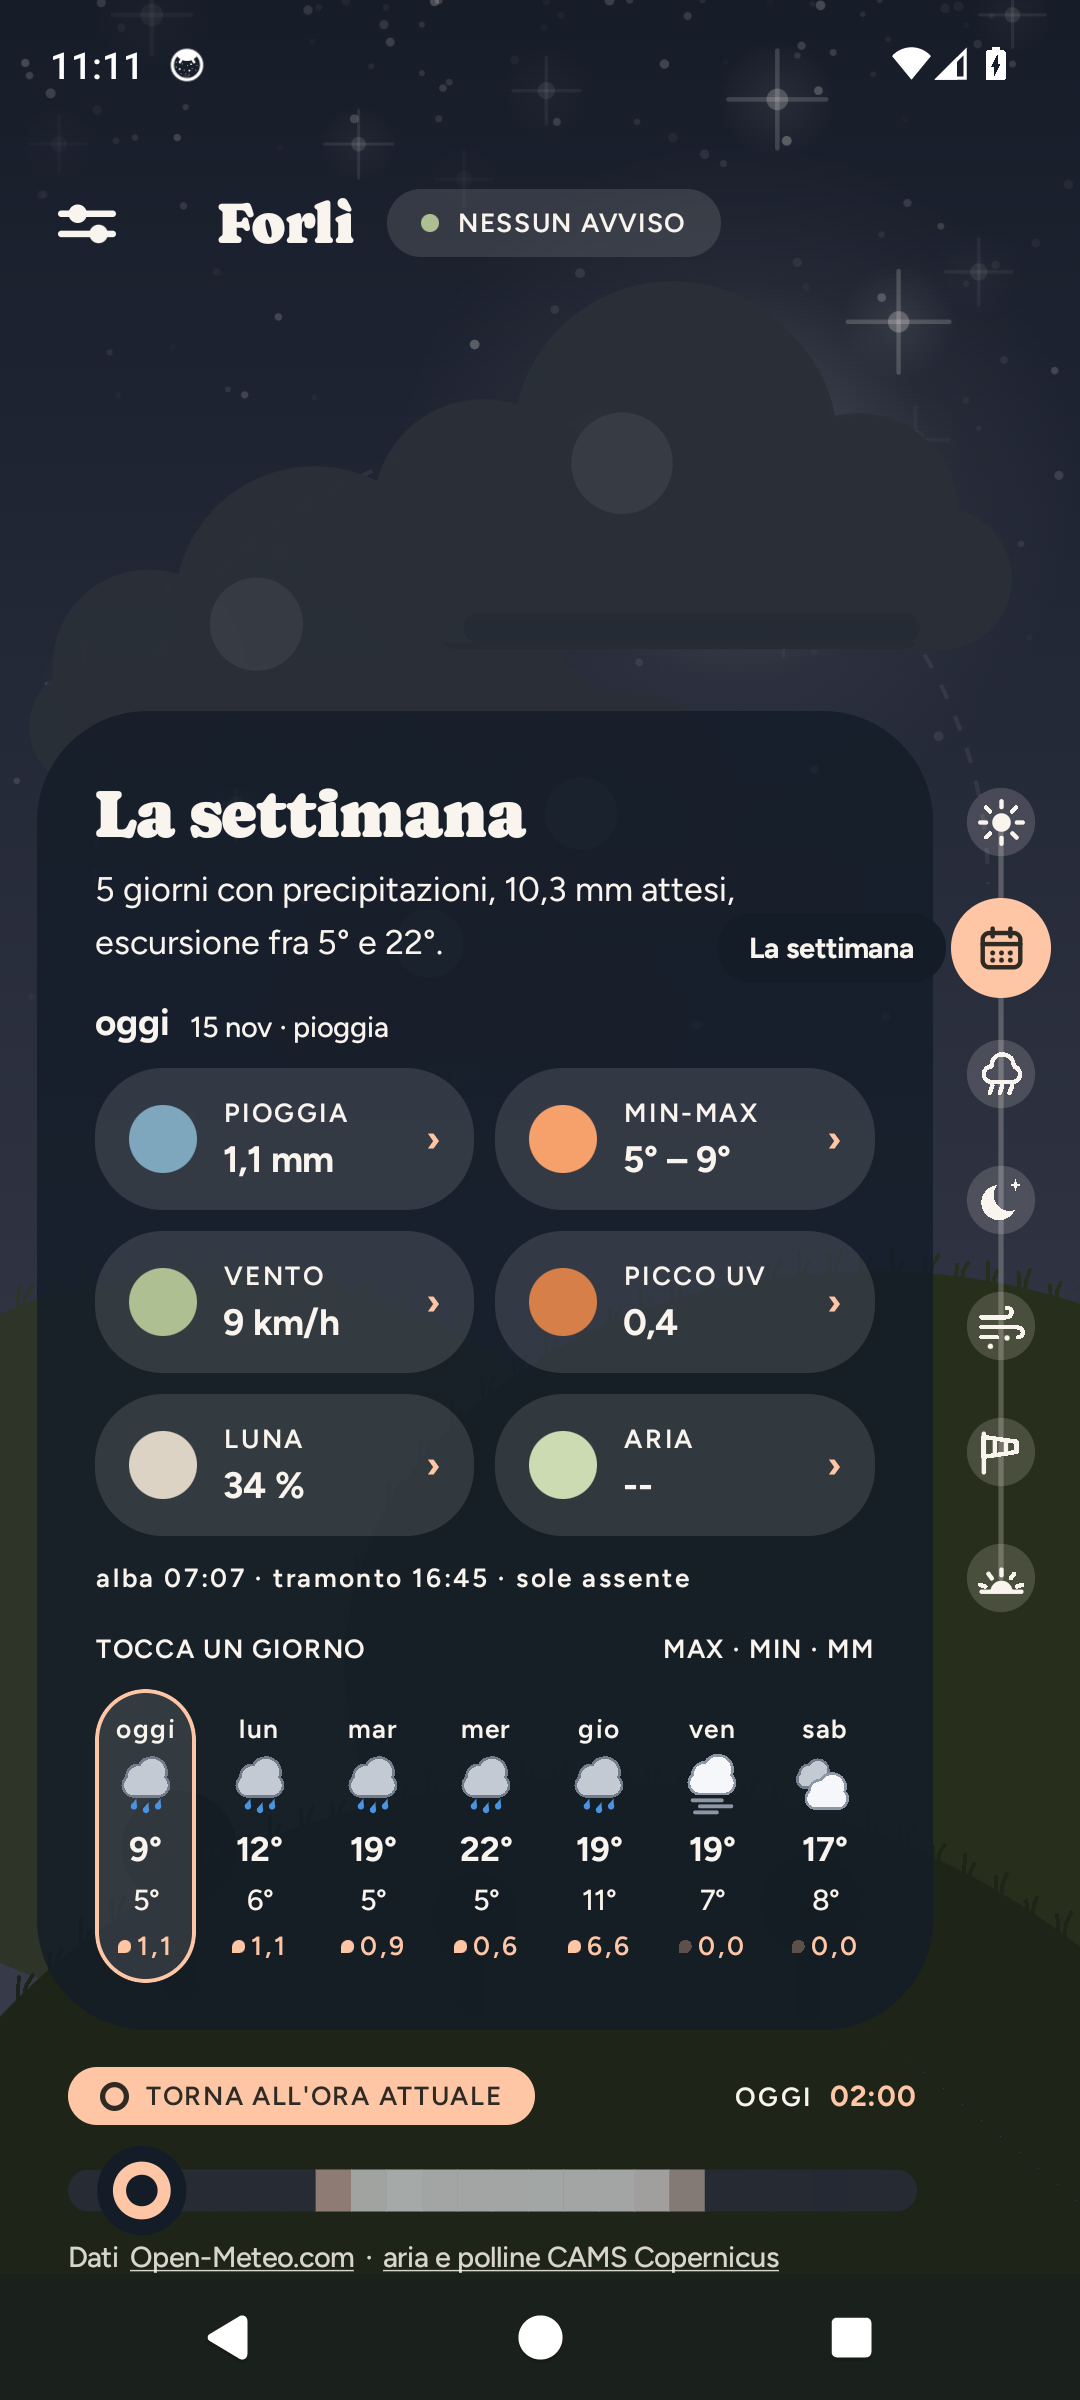 11:11
Forlì
NESSUN AVVISO
La settimana
5 giorni con precipitazioni, 10,3 mm attesi,
escursione fra 5° e 22°.
La settimana
oggi 15 nov · pioggia
PIOGGIA
1,1 mm
›
MIN-MAX
5° – 9°
›
VENTO
9 km/h
›
PICCO UV
0,4
›
LUNA
34 %
›
ARIA
--
›
alba 07:07 · tramonto 16:45 · sole assente
TOCCA UN GIORNO
MAX · MIN · MM
oggi lun mar mer gio ven sab
9° 12° 19° 22° 19° 19° 17°
5° 6° 5° 5° 11° 7° 8°
1,1 1,1 0,9 0,6 6,6 0,0 0,0
TORNA ALL'ORA ATTUALE
OGGI 02:00
Dati Open-Meteo.com · aria e polline CAMS Copernicus